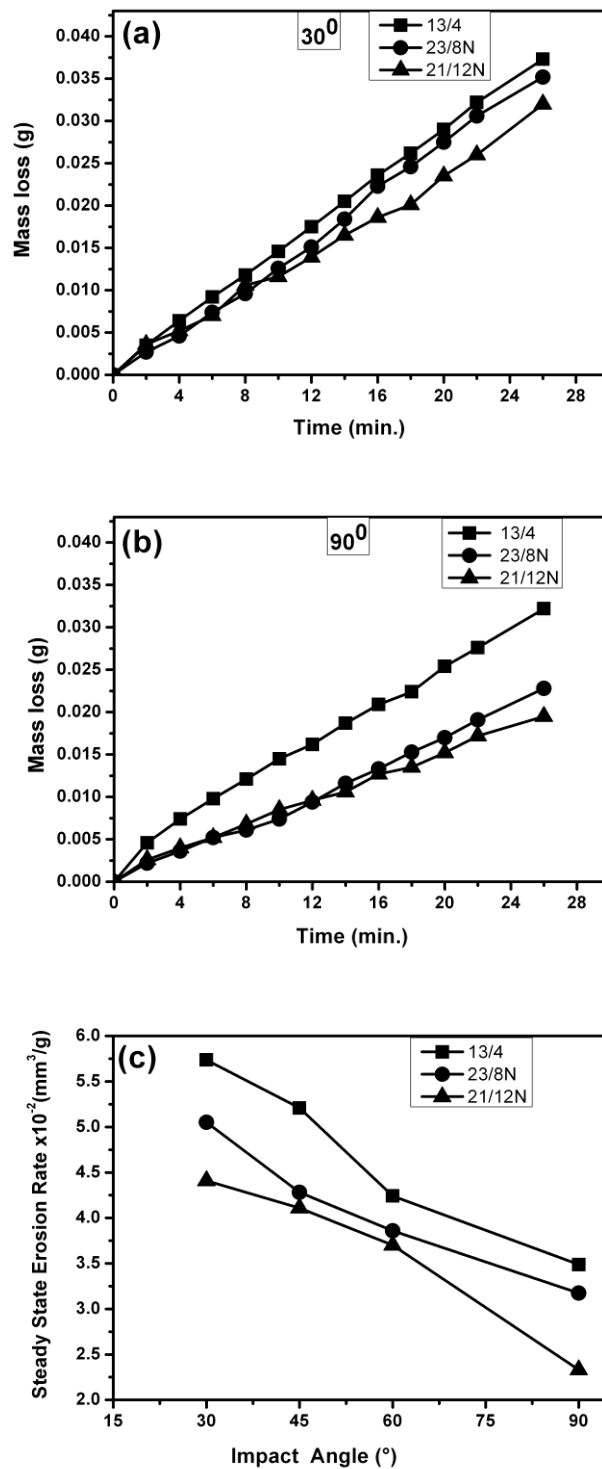 (a)
30⁰
13/4
23/8N
21/12N
0.040
0.035
0.030
0.025
0.020
0.015
0.010
0.005
0.000
Mass loss (g)
0 4 8 12 16 20 24 28
Time (min.)
(b)
90⁰
13/4
23/8N
21/12N
0.040
0.035
0.030
0.025
0.020
0.015
0.010
0.005
0.000
Mass loss (g)
0 4 8 12 16 20 24 28
Time (min.)
(c)
13/4
23/8N
21/12N
6.0
5.5
5.0
4.5
4.0
3.5
3.0
2.5
2.0
Steady State Erosion Rate x10⁻²(mm³/g)
15 30 45 60 75 90
Impact Angle (°)